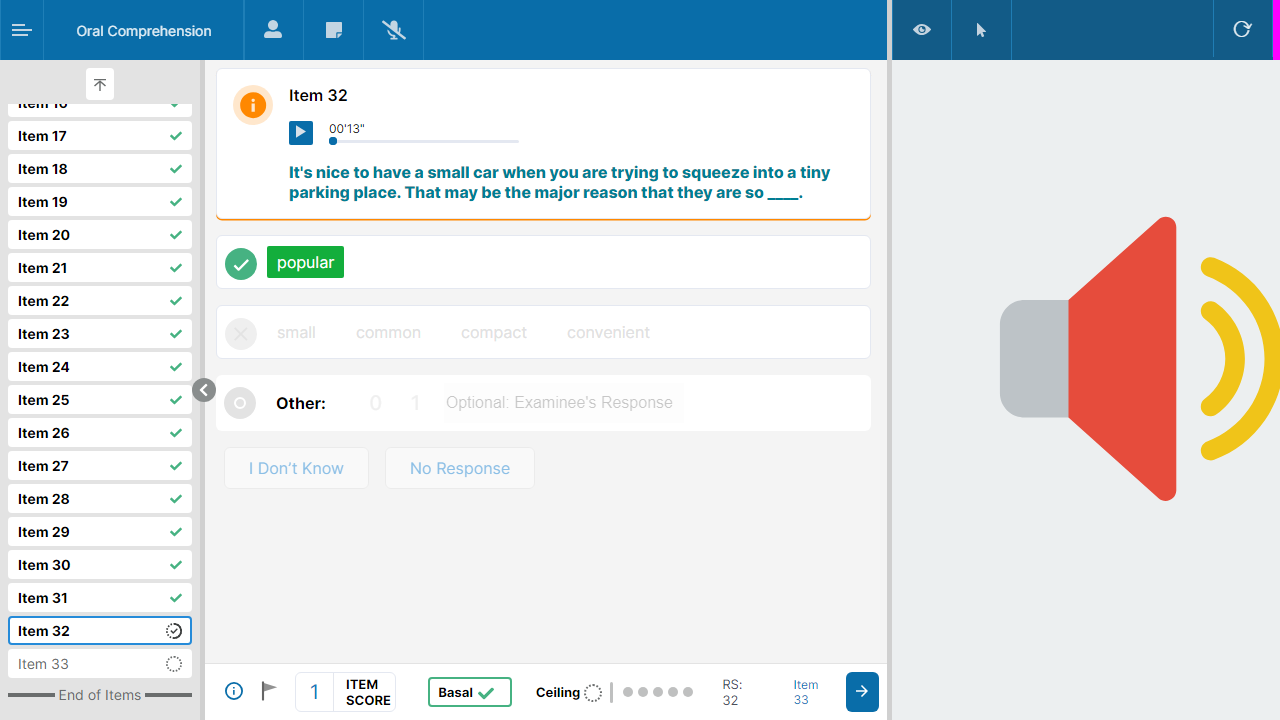 Oral Comprehension
Item 16
Item 17
Item 18
Item 19
Item 20
Item 21
Item 22
Item 23
Item 24
Item 25
Item 26
Item 27
Item 28
Item 29
Item 30
Item 31
Item 32
Item 33
End of Items
Item 32
00'13"
It's nice to have a small car when you are trying to squeeze into a tiny
parking place. That may be the major reason that they are so ____.
popular
small common compact convenient
Other: 0 1 Optional: Examinee's Response
I Don't Know No Response
1 ITEM SCORE
Basal
Ceiling
RS: 32
Item 33